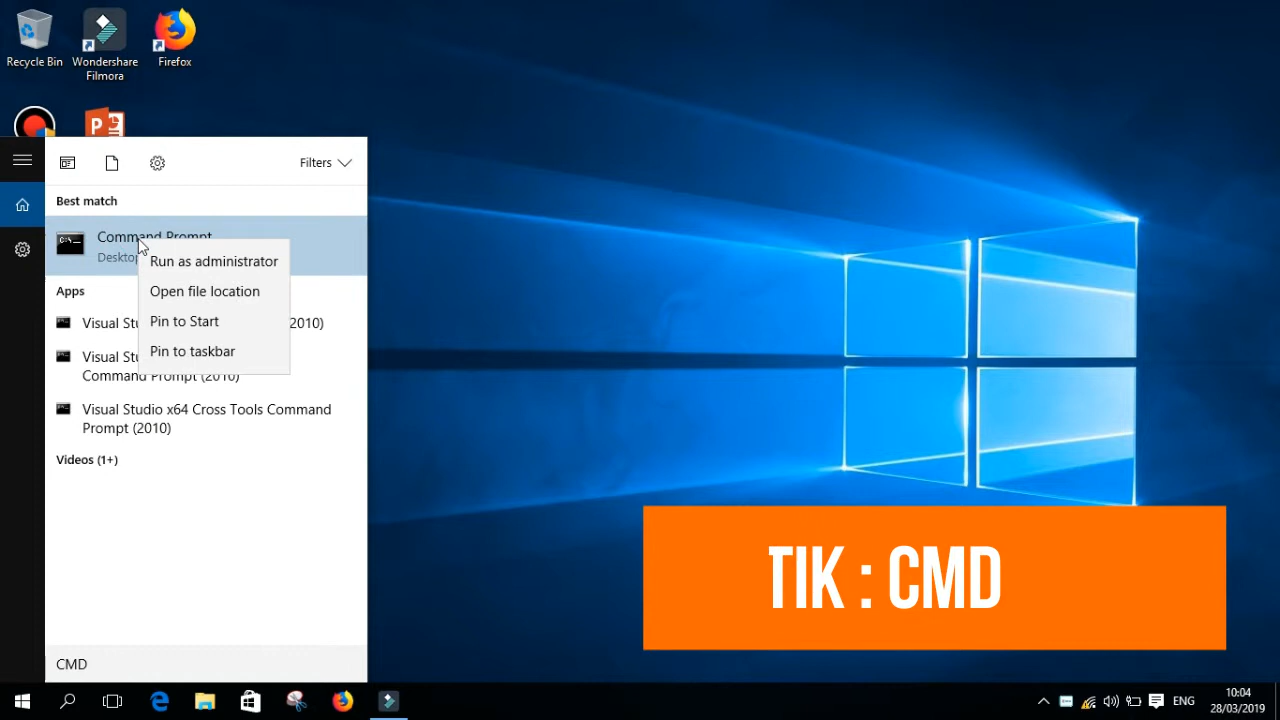 Recycle Bin
Wondershare
Filmora
Firefox
Filters
Best match
Command Prompt
Run as administrator
Open file location
Pin to Start
Pin to taskbar
Apps
2010)
Command Prompt (2010)
Visual Studio x64 Cross Tools Command
Prompt (2010)
Videos (1+)
TIK : CMD
CMD
ENG
10:04
28/03/2019